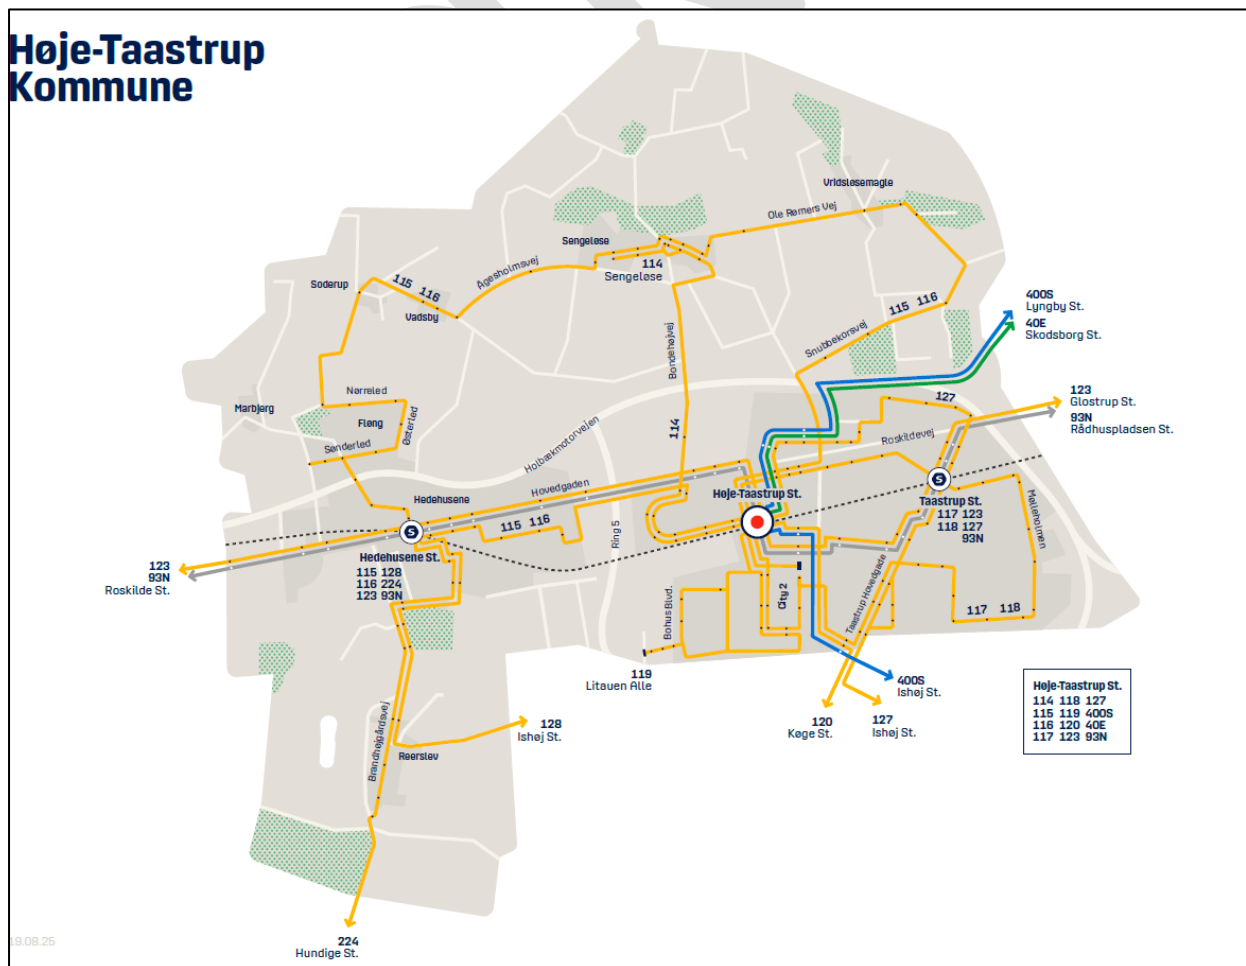 Høje-Taastrup
Kommune
Vridsløsemagle
Ole Rømers Vej
Sengeløse
114
Sengeløse
Ågesholmsvej
Soderup
115 116
Vadsby
400S
Lyngby St.
40E
Skodsborg St.
115 116
Snubbekorsvej
Bondehøjvej
114
Nørreled
Marbjerg
Fløng
Østerled
Sønderled
127
123
Glostrup St.
93N
Rådhuspladsen St.
Roskildevej
Holbækmotorvejen
Hovedgaden
Hedehusene
Høje-Taastrup St.
S
Taastrup St.
117 123
118 127
93N
Mølleholmen
115 116
Ring 5
S
Hedehusene St.
115 128
116 224
123 93N
123
93N
Roskilde St.
City 2
Bohus Blvd.
Taastrup Hovedgade
117 118
119
Litauen Alle
400S
Ishøj St.
120
Køge St.
127
Ishøj St.
128
Ishøj St.
Brandhøjgårdsvej
Reerslev
Høje-Taastrup St.
114 118 127
115 119 400S
116 120 40E
117 123 93N
19.08.25
224
Hundige St.